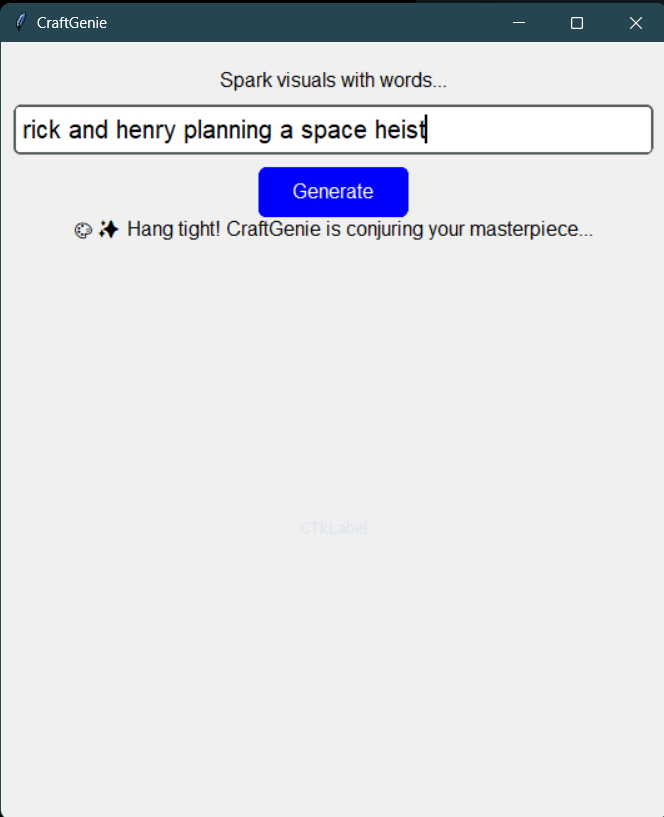 CraftGenie
Spark visuals with words...
rick and henry planning a space heist
Generate
🎨 ✨ Hang tight! CraftGenie is conjuring your masterpiece...
CTkLabel